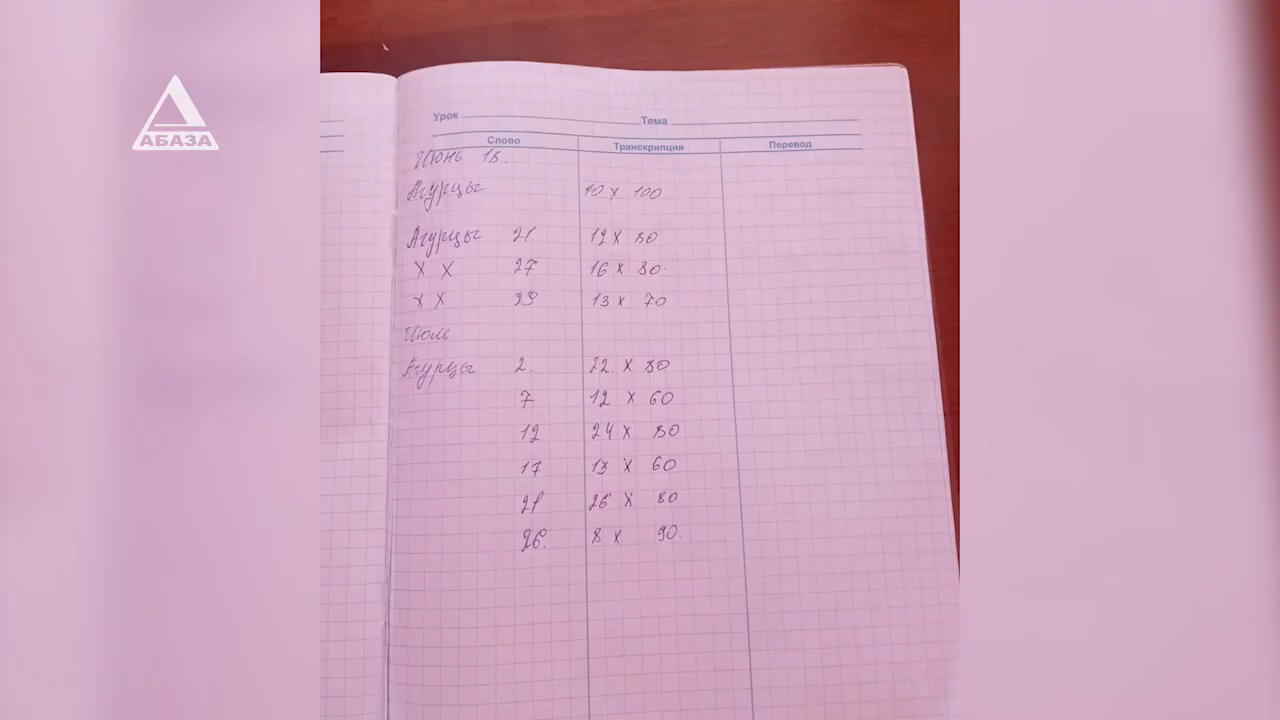 АБАЗА
Урок Тема
Слово Транскрипция Перевод
Июнь 18.
Агурцы 10 х 100
Агурцы 21. 12 х 80
х х 27 16 х 80.
х х 13 х 70
Июль
Агурцы 2. 22. х 80
7 12 х 60
12 24 х 80
17 13 х 60
21 26 х 80
26. 8 х 90.